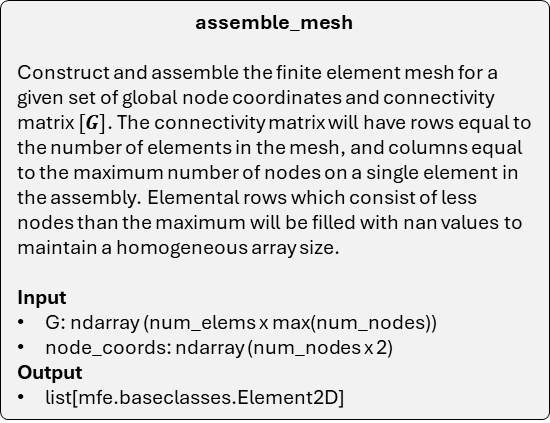 assemble_mesh
Construct and assemble the finite element mesh for a
given set of global node coordinates and connectivity
matrix [G]. The connectivity matrix will have rows equal to
the number of elements in the mesh, and columns equal
to the maximum number of nodes on a single element in
the assembly. Elemental rows which consist of less
nodes than the maximum will be filled with nan values to
maintain a homogeneous array size.
Input
• G: ndarray (num_elems x max(num_nodes))
• node_coords: ndarray (num_nodes x 2)
Output
• list[mfe.baseclasses.Element2D]